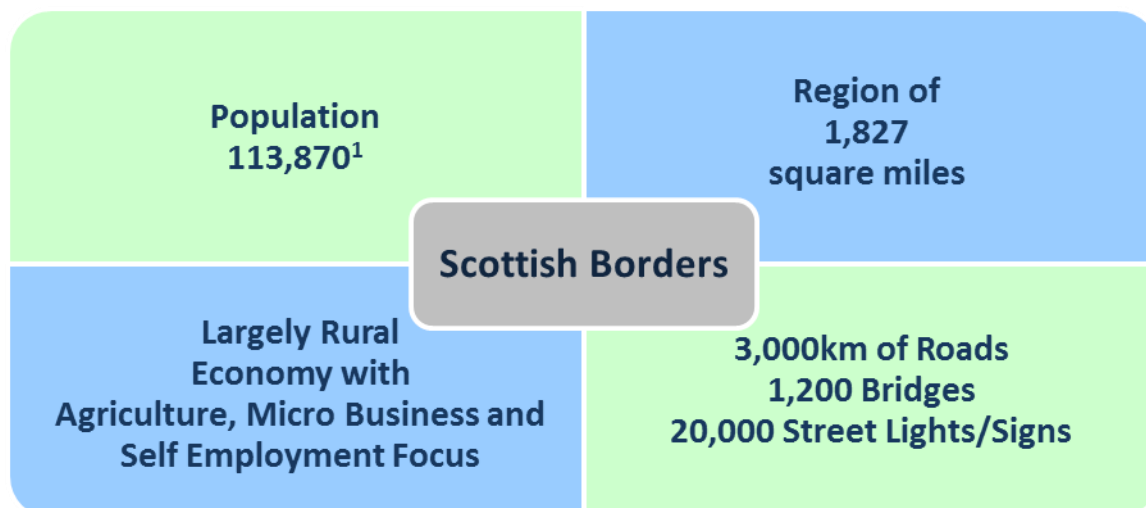 Population
113,870¹
Region of
1,827
square miles
Scottish Borders
Largely Rural
Economy with
Agriculture, Micro Business and
Self Employment Focus
3,000km of Roads
1,200 Bridges
20,000 Street Lights/Signs